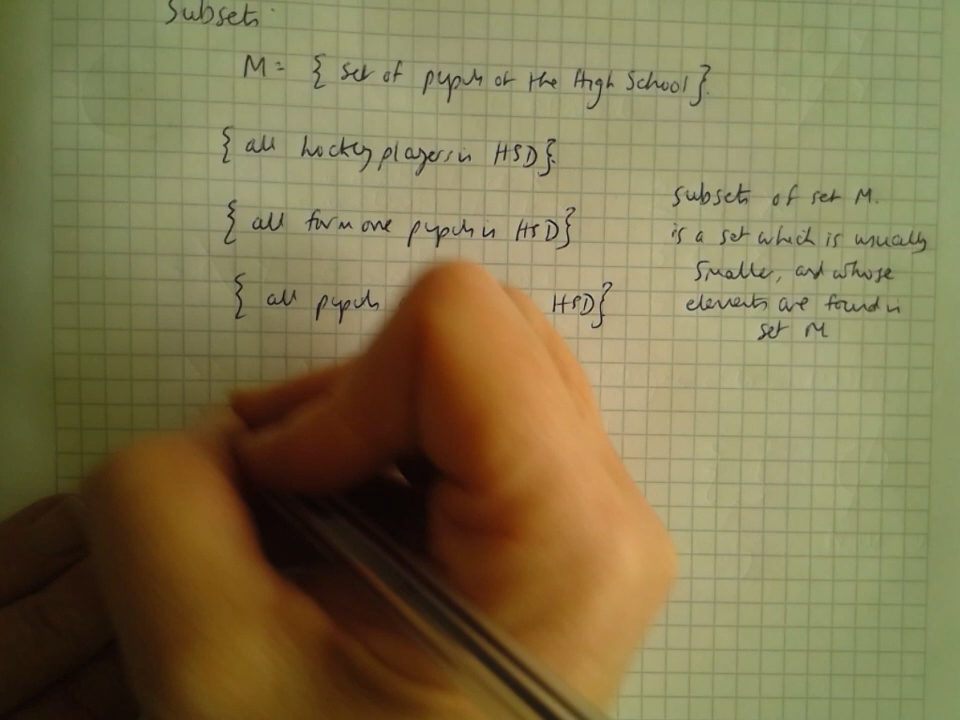 Subsets.
M = { set of pupils of the High School }.
{ all hockey players in HSD }.
{ all form one pupils in HSD }
{ all pupils HSD }
subsets of set M.
is a set which is usually
smaller, and whose
elements are found in
set M